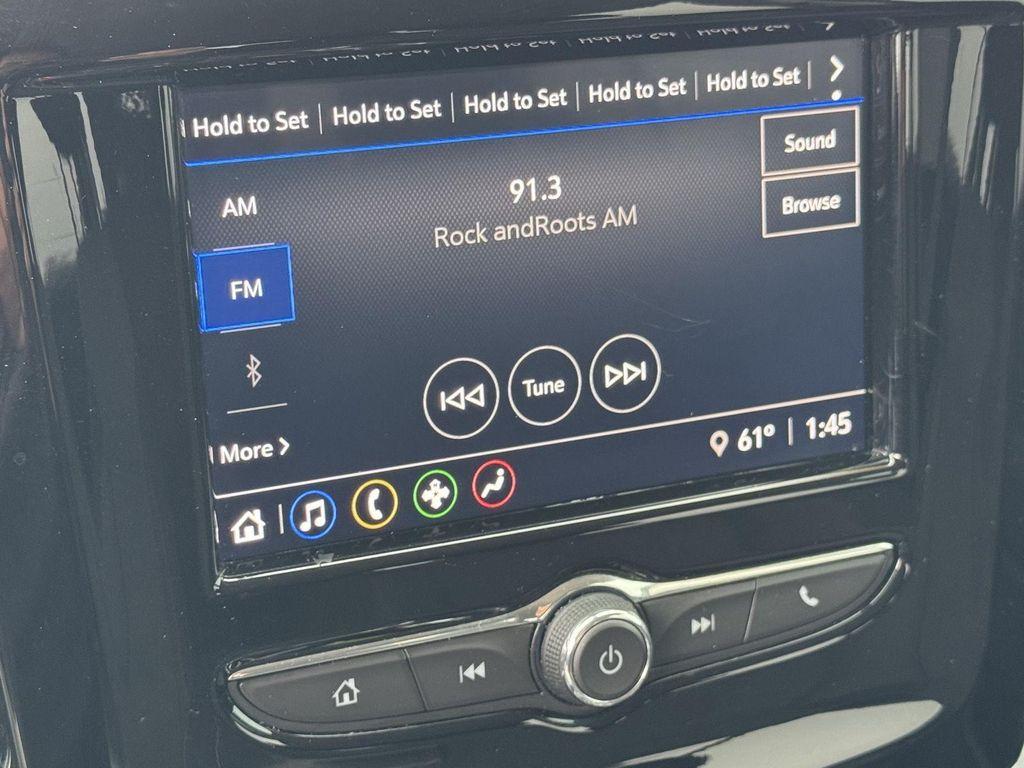 Hold to Set | Hold to Set | Hold to Set | Hold to Set | Hold to Set
Sound
AM
91.3
Browse
Rock andRoots AM
FM
Tune
More
61° | 1:45